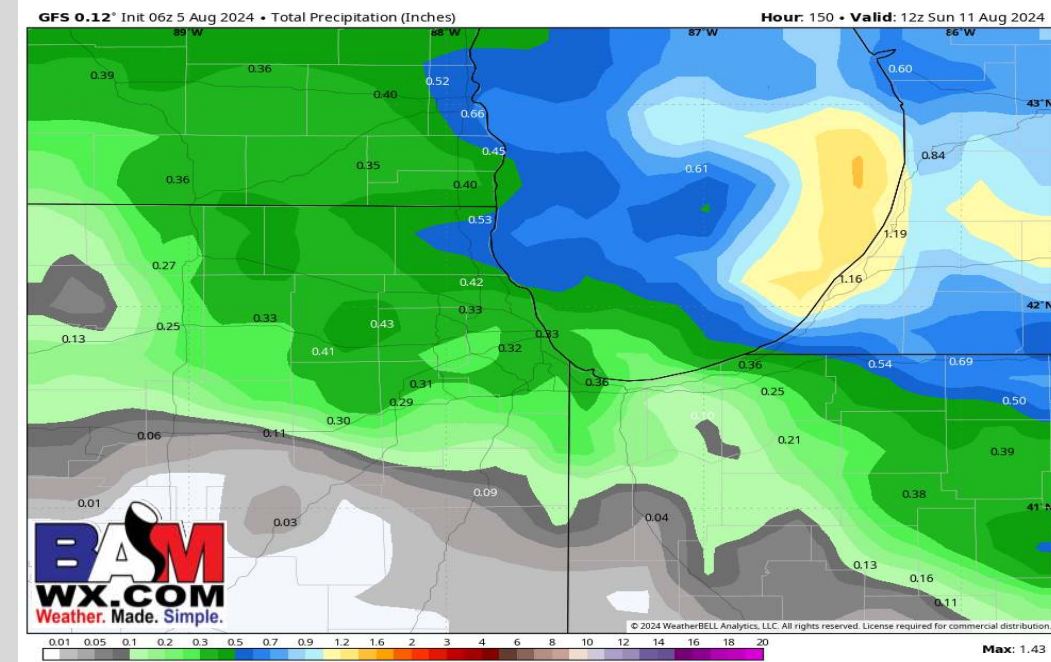 GFS 0.12° Init 06z 5 Aug 2024 • Total Precipitation (Inches)
Hour: 150 • Valid: 12z Sun 11 Aug 2024
89°W 88°W 87°W 86°W
0.39 0.36 0.52 0.60
0.40
0.66 43°N
0.45 0.84
0.36 0.35 0.40 0.61
0.53
1.19
0.27 0.42 1.16
0.33 42°N
0.25 0.33 0.43 0.33
0.13 0.41 0.32
0.36 0.54 0.69
0.31 0.36 0.25
0.29 0.50
0.30 0.10
0.06 0.11 0.21
0.39
0.09 0.38
0.01 41°N
0.03 0.04
BAM
WX.COM
Weather. Made. Simple.
0.13
0.16
0.11
© 2024 WeatherBELL Analytics, LLC. All rights reserved. License required for commercial distribution.
0.01 0.05 0.1 0.2 0.3 0.5 0.7 0.9 1.2 1.6 2 3 4 6 8 10 12 14 16 18 20
Max: 1.43